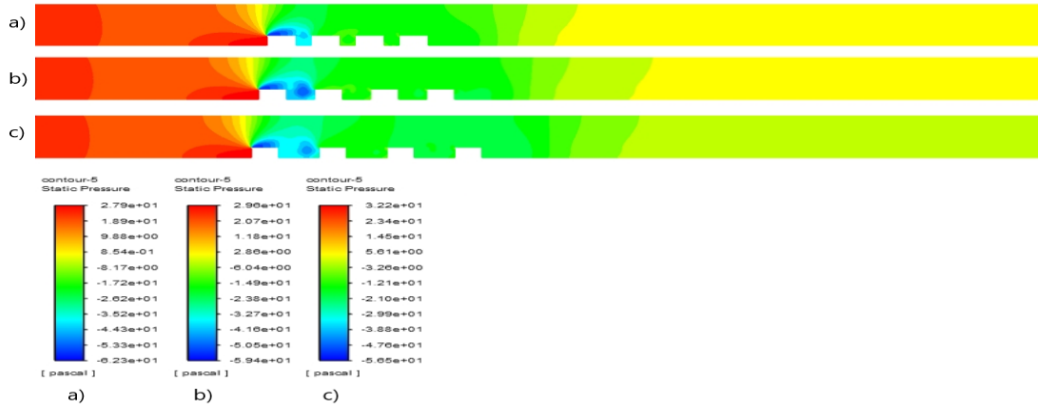 a)
b)
c)
contour-5
Static Pressure
2.79e+01
1.89e+01
9.88e+00
8.54e-01
-8.17e+00
-1.72e+01
-2.62e+01
-3.52e+01
-4.43e+01
-5.33e+01
-6.23e+01
[ pascal ]
a)
contour-5
Static Pressure
2.96e+01
2.07e+01
1.18e+01
2.86e+00
-6.04e+00
-1.49e+01
-2.38e+01
-3.27e+01
-4.16e+01
-5.05e+01
-5.94e+01
[ pascal ]
b)
contour-5
Static Pressure
3.22e+01
2.34e+01
1.45e+01
5.61e+00
-3.26e+00
-1.21e+01
-2.10e+01
-2.99e+01
-3.88e+01
-4.76e+01
-5.65e+01
[ pascal ]
c)